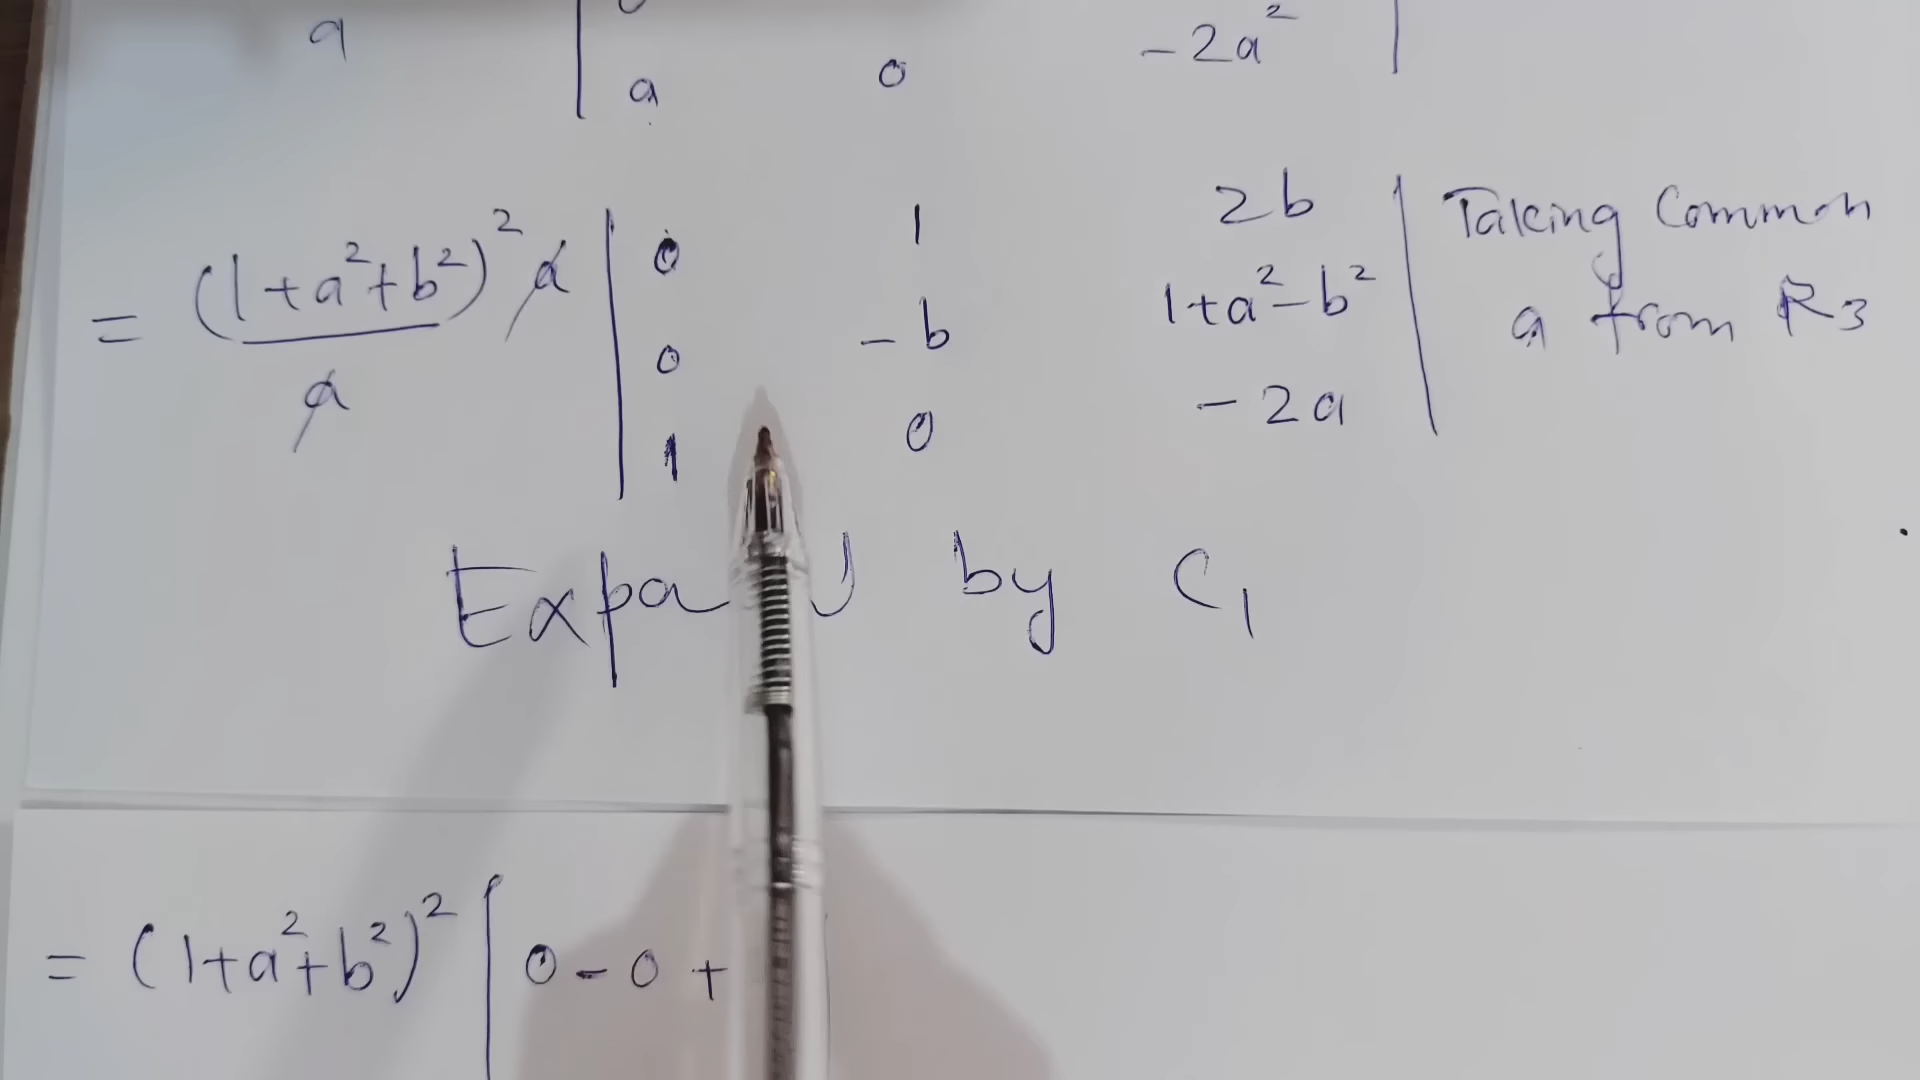 a
a 0 -2a²
= (1+a²+b²)² a / a | 0 1 2b | Taking Common
0 -b 1+a²-b² a from R3
1 0 -2a
by C1
= (1+a²+b²)² [ 0 - 0 +